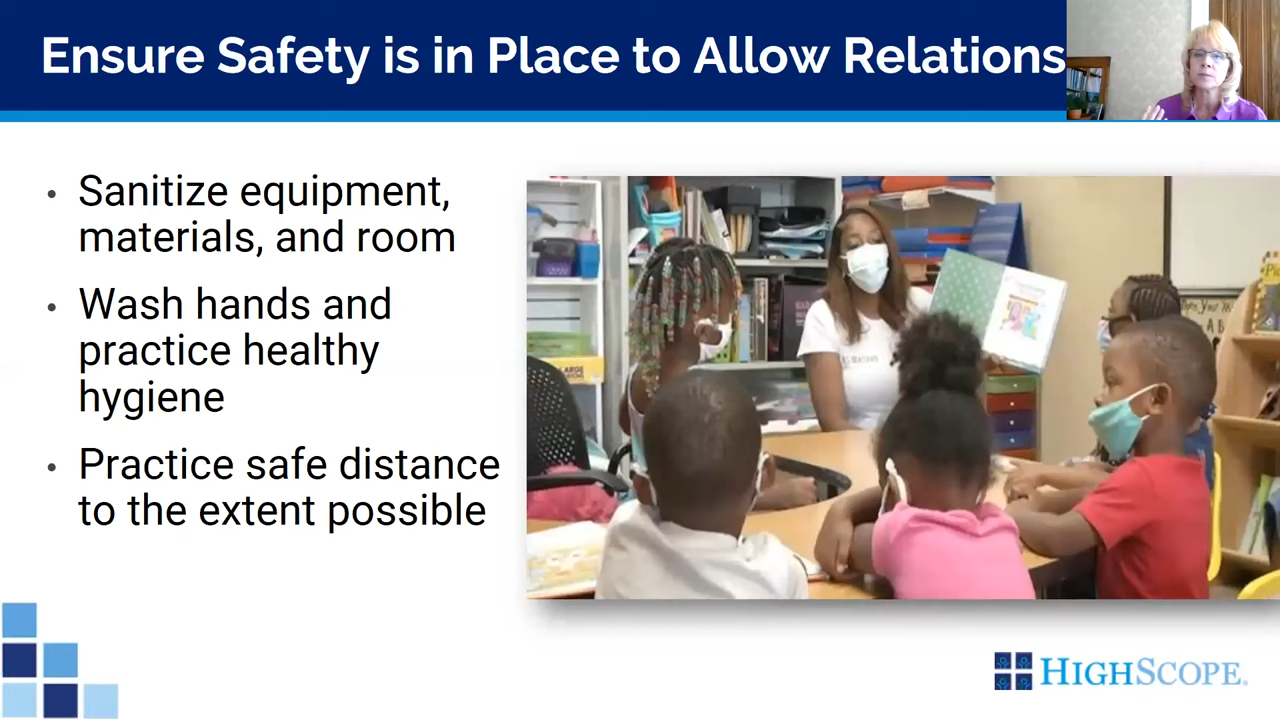 Ensure Safety is in Place to Allow Relations
• Sanitize equipment,
materials, and room
• Wash hands and
practice healthy
hygiene
• Practice safe distance
to the extent possible
HIGHSCOPE®